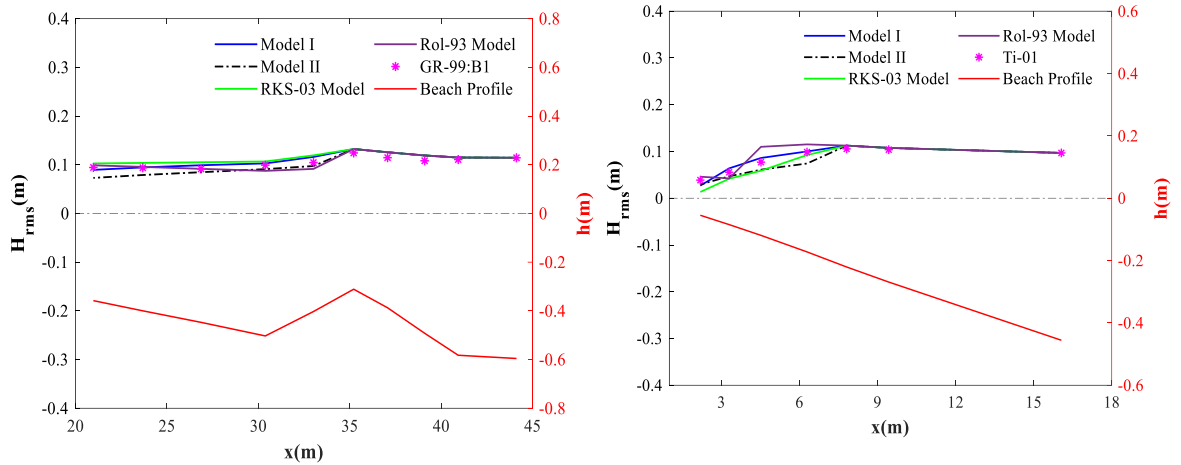 0.4
0.3
0.2
0.1
0
-0.1
-0.2
-0.3
-0.4
H_rms(m)
Model I
Model II
RKS-03 Model
Rol-93 Model
GR-99:B1
Beach Profile
0.8
0.6
0.4
0.2
0
-0.2
-0.4
-0.6
-0.8
h(m)
20 25 30 35 40 45
x(m)
0.4
0.3
0.2
0.1
0
-0.1
-0.2
-0.3
-0.4
H_rms(m)
Model I
Model II
RKS-03 Model
Rol-93 Model
Ti-01
Beach Profile
0.6
0.4
0.2
0
-0.2
-0.4
-0.6
h(m)
3 6 9 12 15 18
x(m)